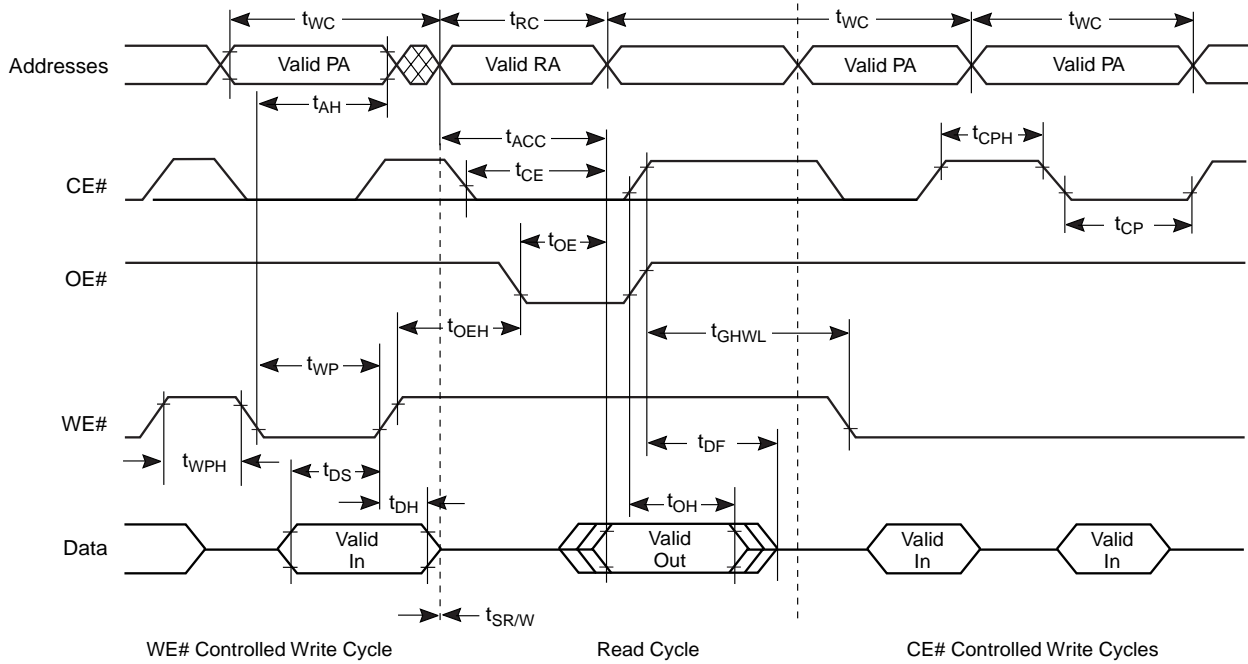 tWC tRC tWC tWC
Addresses Valid PA Valid RA Valid PA Valid PA
tAH
tACC tCPH
CE# tCE
tOE tCP
OE#
tOEH tGHWL
tWP
WE#
tWPH tDS tDF
tDH tOH
Data Valid In Valid Out Valid In Valid In
tSR/W
WE# Controlled Write Cycle Read Cycle CE# Controlled Write Cycles